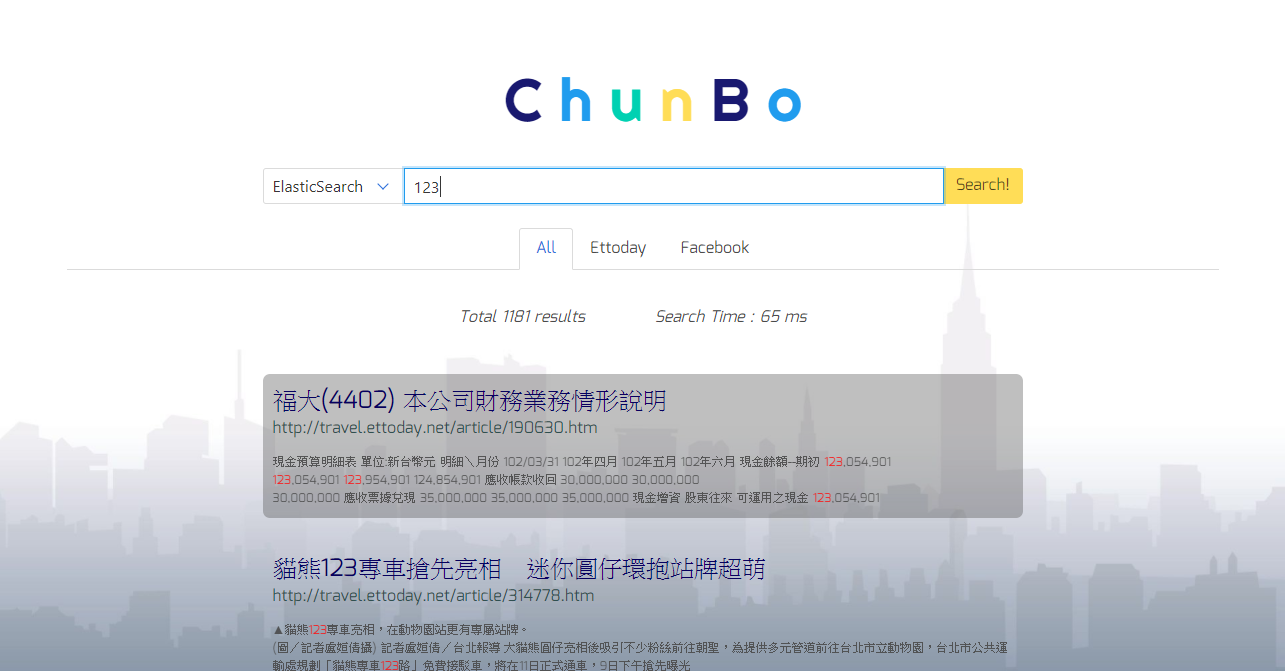 ChunBo
ElasticSearch 123 Search!
All Ettoday Facebook
Total 1181 results Search Time : 65 ms
福大(4402) 本公司財務業務情形說明
http://travel.ettoday.net/article/190630.htm
現金預算明細表 單位:新台幣元 明細＼月份 102/03/31 102年四月 102年五月 102年六月 現金餘額─期初 123,054,901
123,054,901 123,954,901 124,854,901 應收帳款收回 30,000,000 30,000,000
30,000,000 應收票據兌現 35,000,000 35,000,000 35,000,000 現金增資 股東往來 可運用之現金 123,054,901
貓熊123專車搶先亮相　迷你圓仔環抱站牌超萌
http://travel.ettoday.net/article/314778.htm
▲貓熊123專車亮相，在動物園站更有專屬站牌。
(圖／記者盧姮倩攝) 記者盧姮倩／台北報導 大貓熊圓仔亮相後吸引不少粉絲前往朝聖，為提供多元管道前往台北市立動物園，台北市公共運
輸處規劃「貓熊專車123路」免費接駁車，將在11日正式通車，9日下午搶先曝光